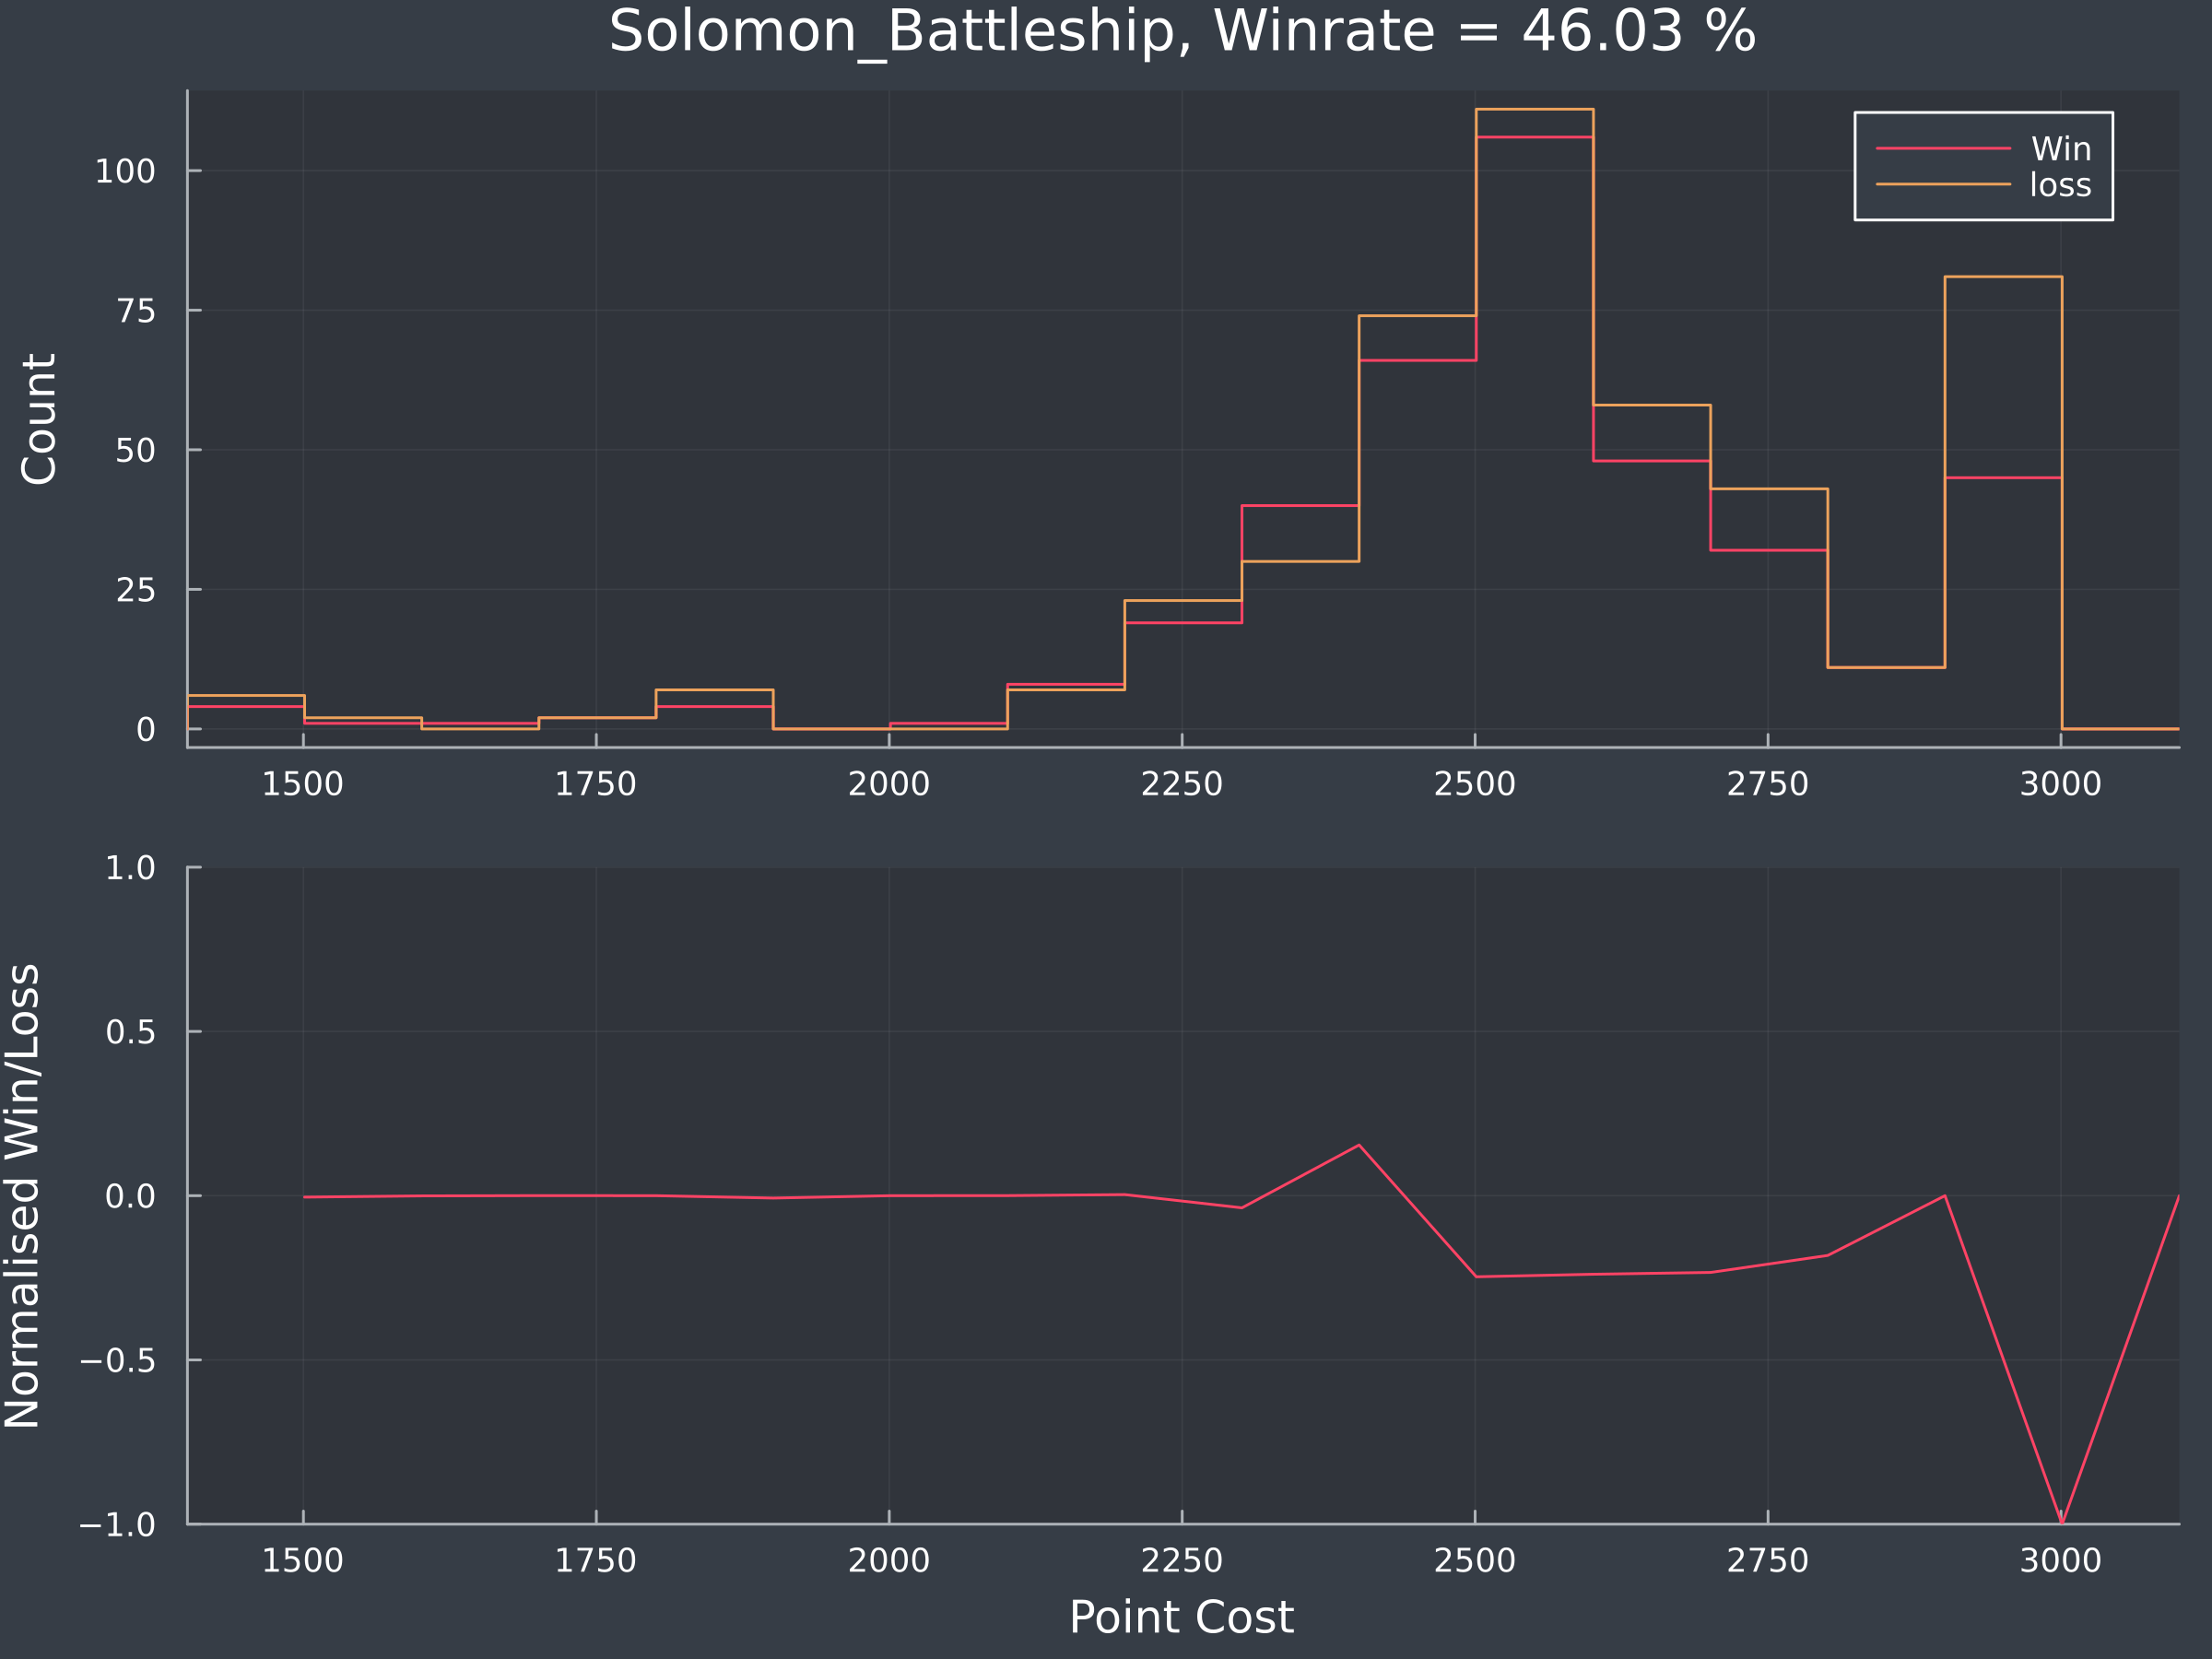 Solomon_Battleship, Winrate = 46.03 %
Count
100
75
50
25
0
Win
loss
1500 1750 2000 2250 2500 2750 3000
Normalised Win/Loss
1.0
0.5
0.0
−0.5
−1.0
1500 1750 2000 2250 2500 2750 3000
Point Cost